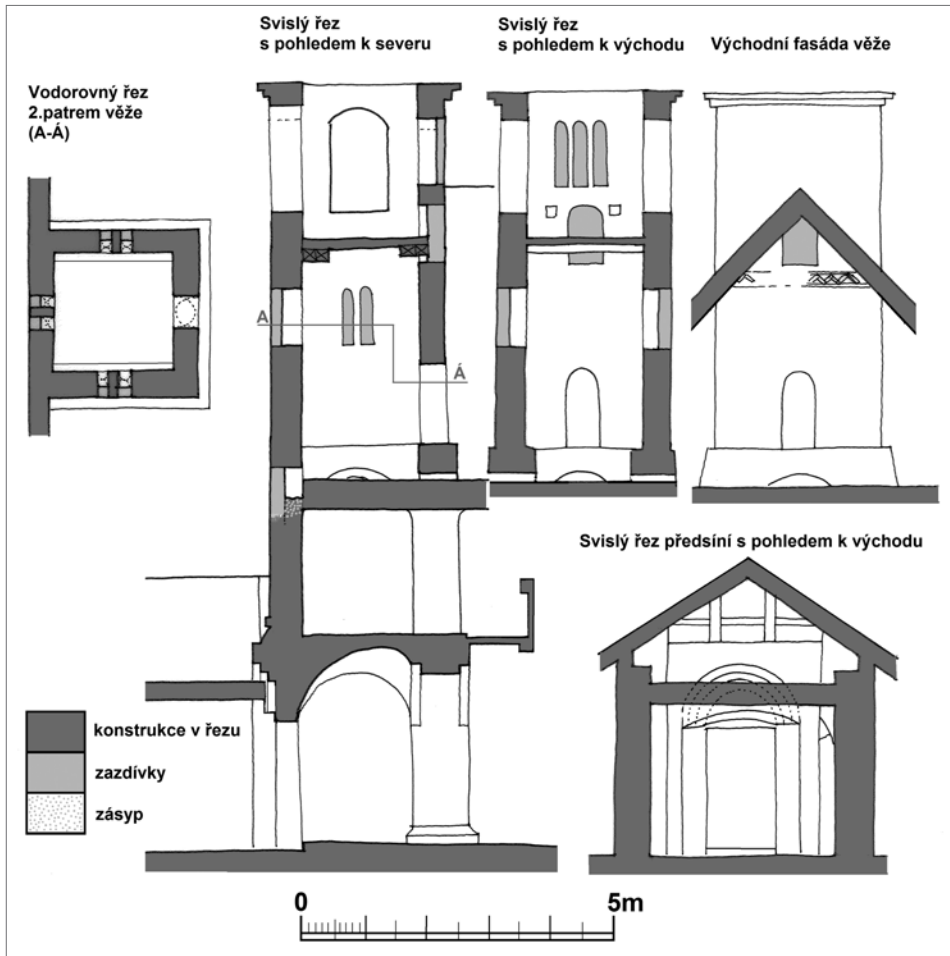 Svislý řez
s pohledem k severu
Svislý řez
s pohledem k východu
Východní fasáda věže
Vodorovný řez
2.patrem věže
(A-Á)
A
Á
Svislý řez předsíní s pohledem k východu
konstrukce v řezu
zazdívky
zásyp
0
5m